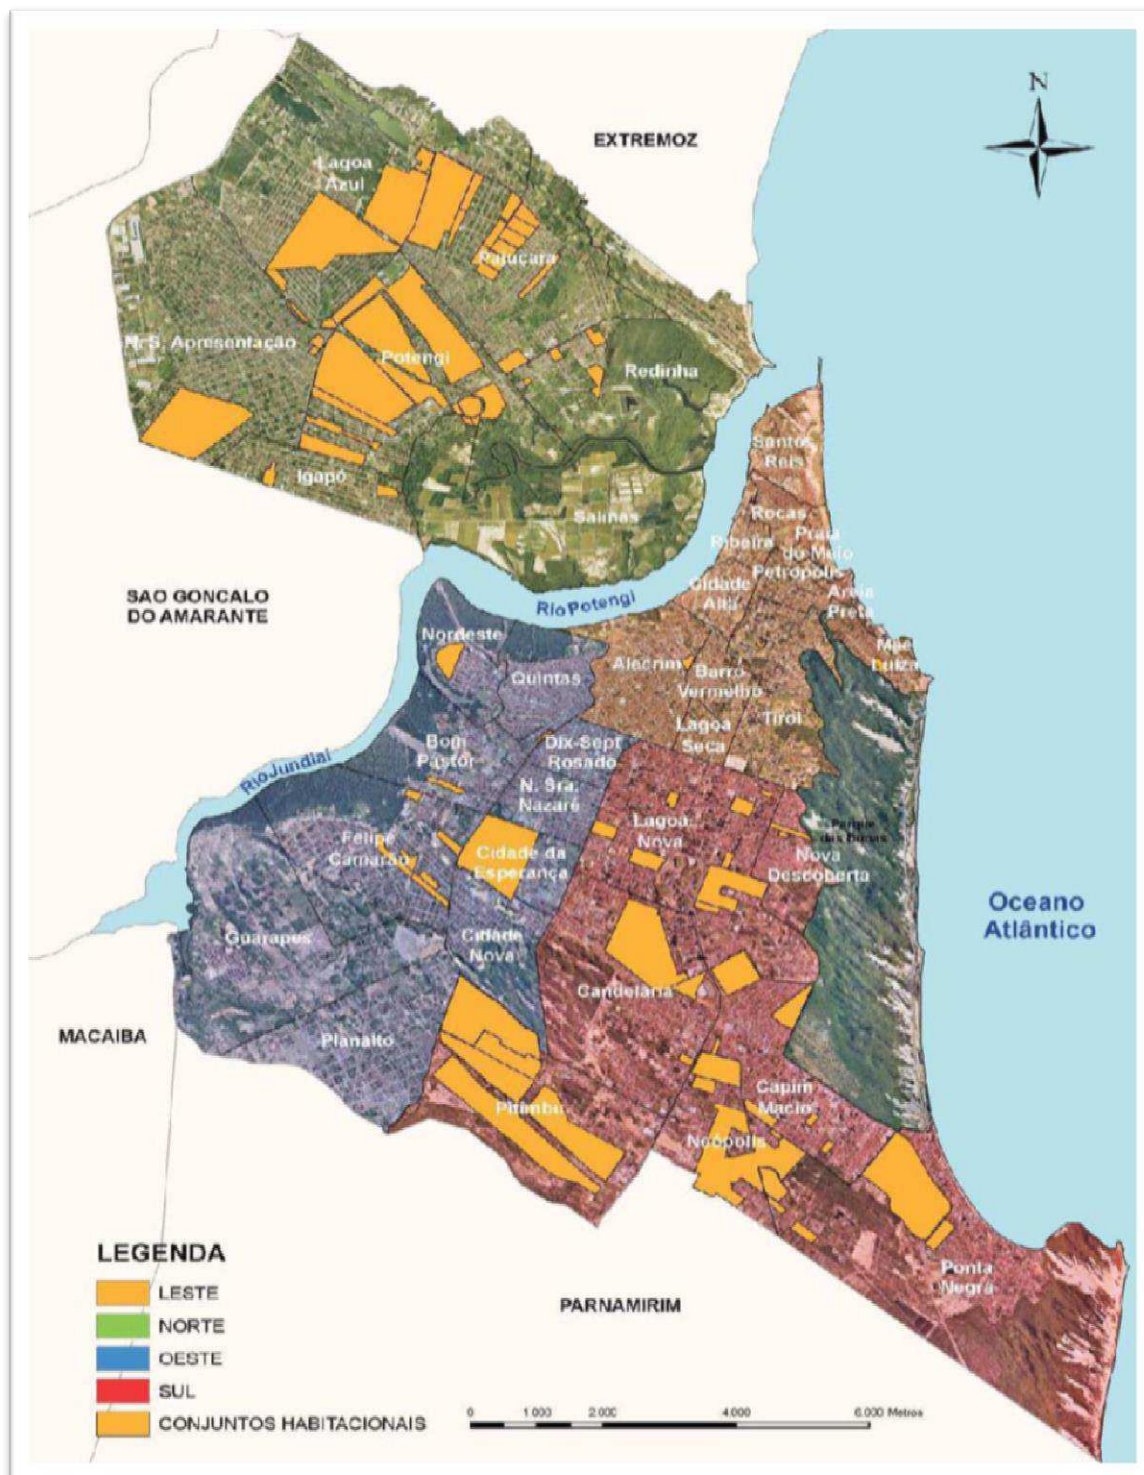 N
EXTREMOZ
Lagoa
Azul
Pajuçara
N. S. Apresentação
Potengi
Redinha
Igapó
Salinas
Santos
Reis
Rocas
Ribeira
Praia
do Meio
Petrópolis
Cidade
Alta
Areia
Preta
SAO GONCALO
DO AMARANTE
Rio Potengi
Nordeste
Mãe
Luiza
Alecrim
Quintas
Barro
Vermelho
Lagoa
Seca
Tirol
Bom
Pastor
Dix-Sept
Rosado
Rio Jundiaí
N. Sra.
Nazaré
Lagoa
Nova
Parque
das Dunas
Felipe
Camarão
Cidade da
Esperança
Nova
Descoberta
Oceano
Atlântico
Guarapes
Cidade
Nova
Candelária
MACAIBA
Planalto
Capim
Macio
Pitimbu
Neópolis
Ponta
Negra
PARNAMIRIM
LEGENDA
LESTE
NORTE
OESTE
SUL
CONJUNTOS HABITACIONAIS
0 1.000 2.000 4.000 6.000 Metros